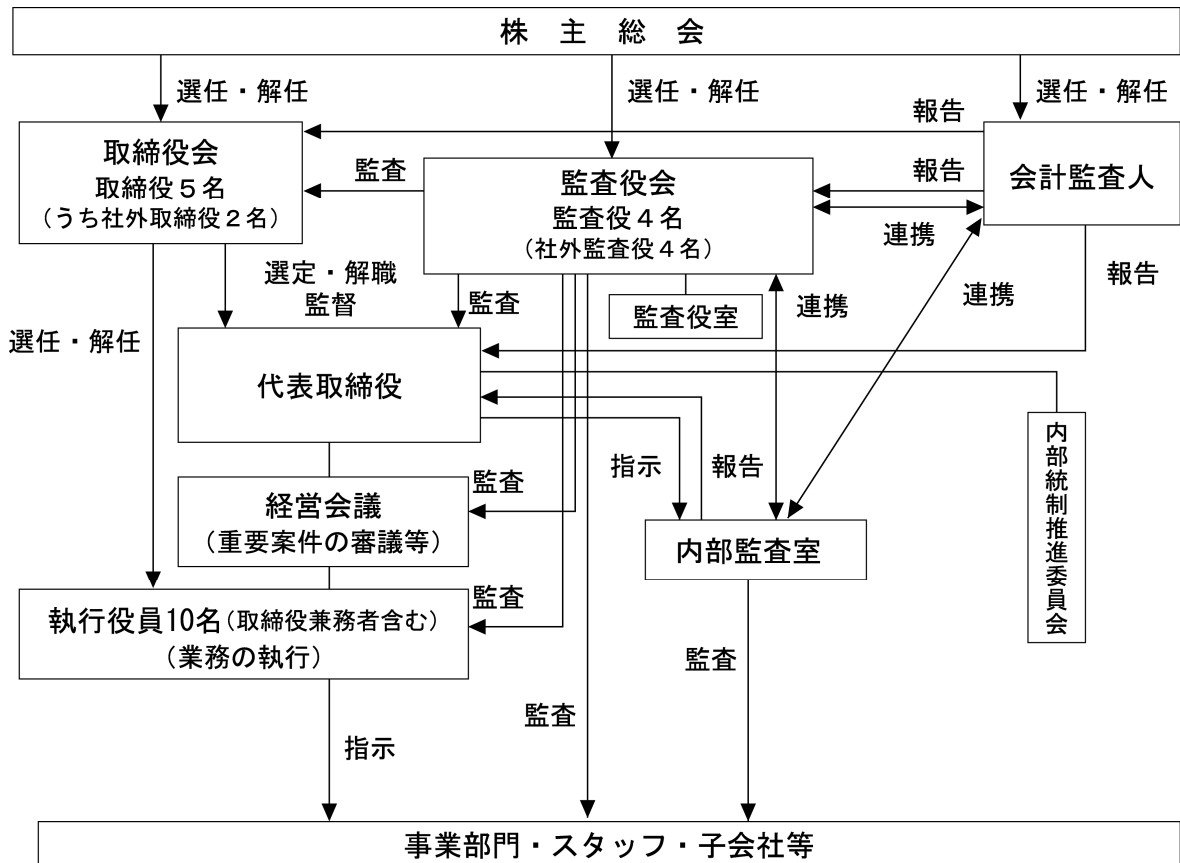 株主総会
選任・解任
選任・解任
選任・解任
報告
取締役会
取締役５名
（うち社外取締役２名）
監査
監査役会
監査役４名
（社外監査役４名）
報告
会計監査人
連携
選定・解職
監督
監査
監査役室
連携
連携
報告
選任・解任
代表取締役
指示
報告
内部統制推進委員会
経営会議
（重要案件の審議等）
監査
内部監査室
執行役員10名（取締役兼務者含む）
（業務の執行）
監査
監査
監査
指示
事業部門・スタッフ・子会社等